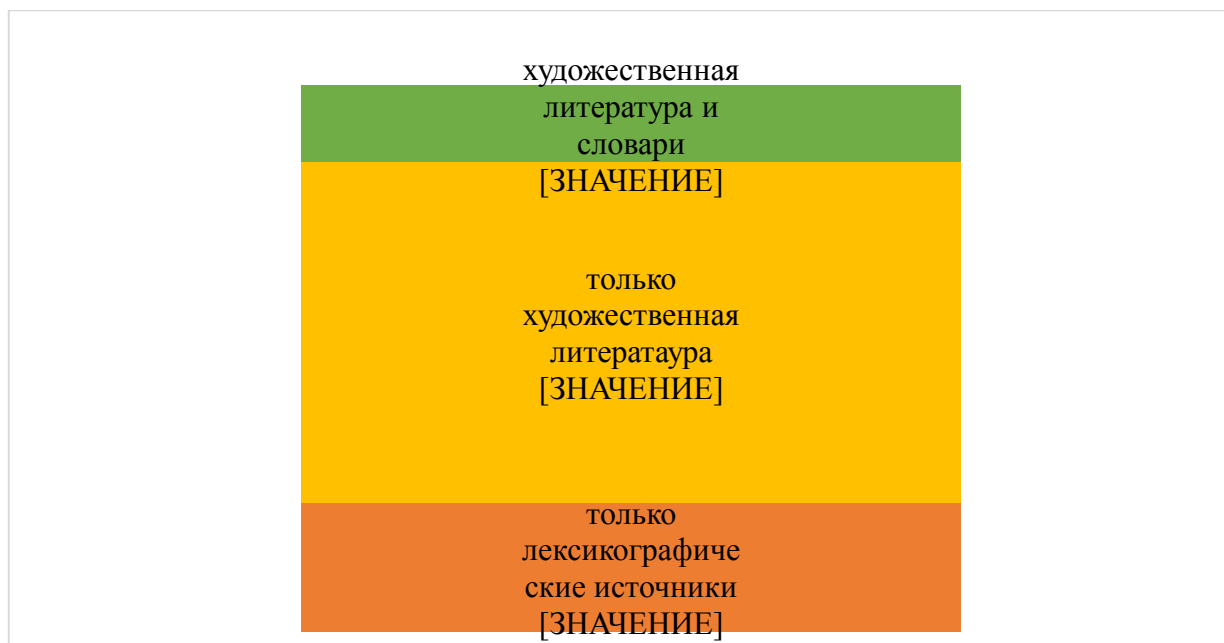 художественная
литература и
словари
[ЗНАЧЕНИЕ]
только
художественная
литератаура
[ЗНАЧЕНИЕ]
только
лексикографиче
ские источники
[ЗНАЧЕНИЕ]